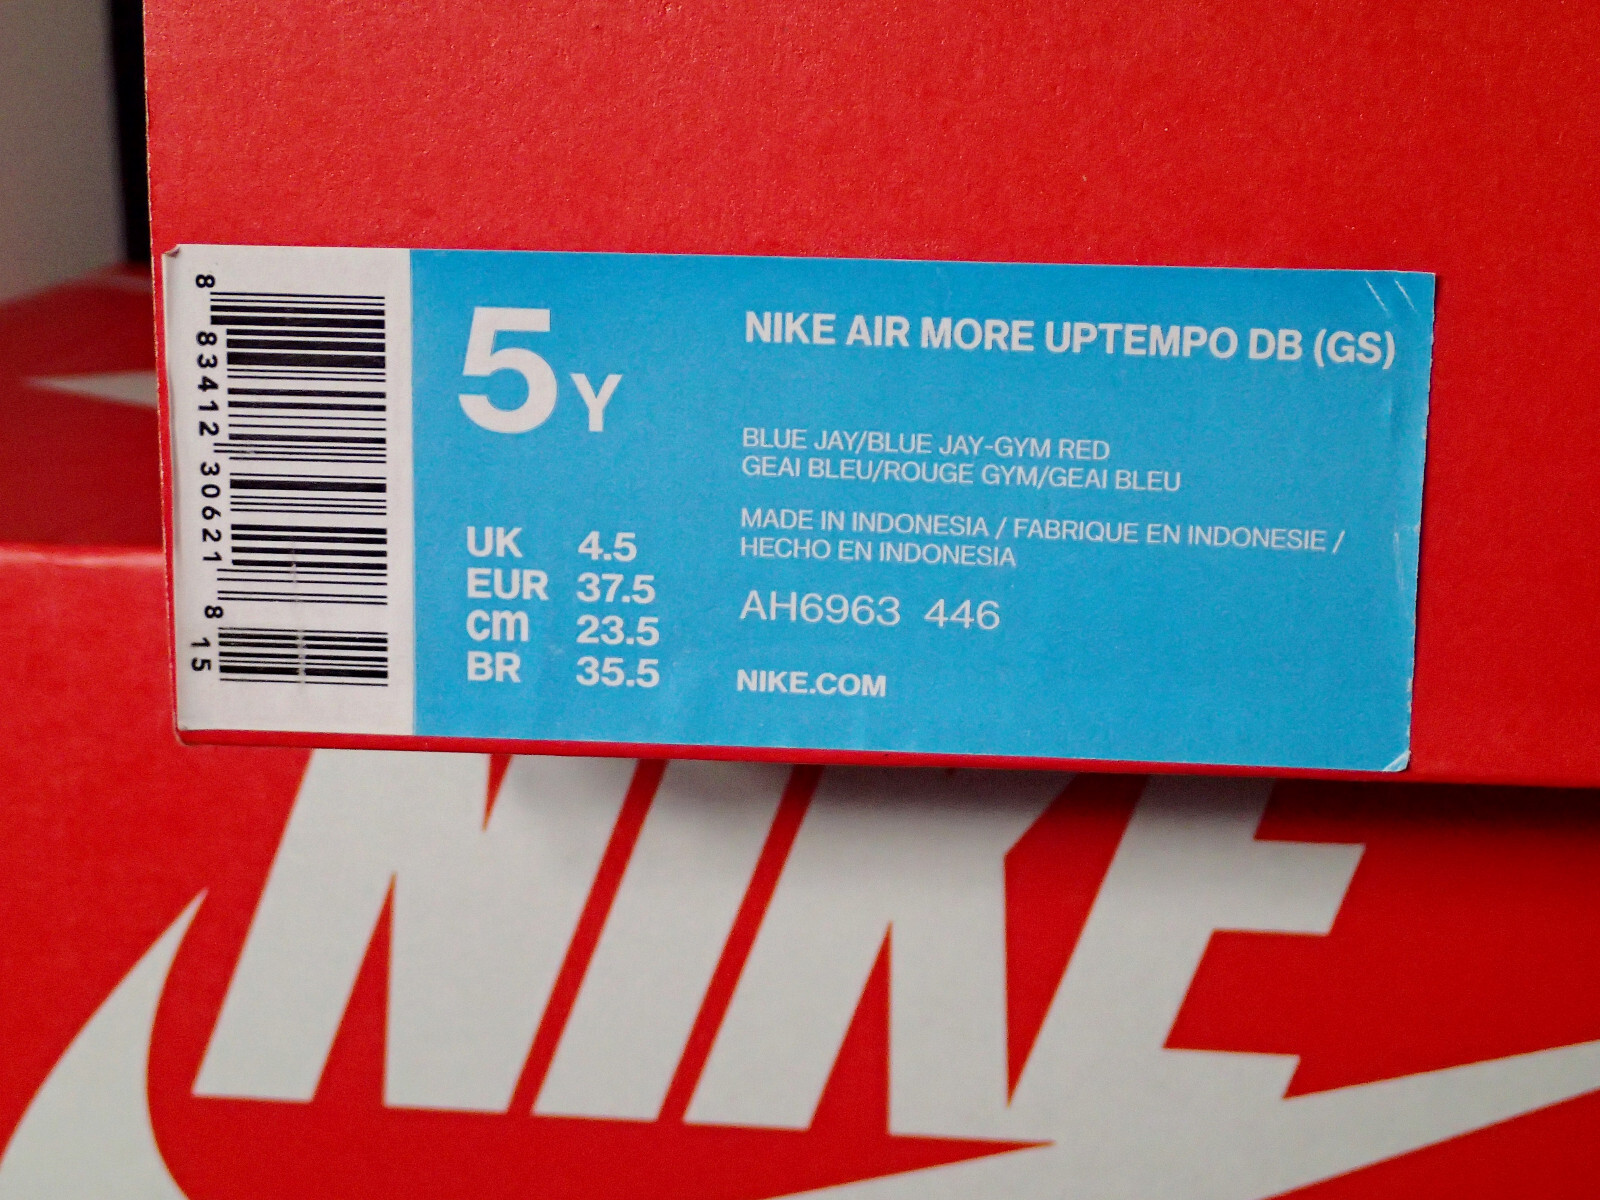 8 83412 30621 8 15
5 Y
UK 4.5
EUR 37.5
cm 23.5
BR 35.5
NIKE AIR MORE UPTEMPO DB (GS)
BLUE JAY/BLUE JAY-GYM RED
GEAI BLEU/ROUGE GYM/GEAI BLEU
MADE IN INDONESIA / FABRIQUE EN INDONESIE /
HECHO EN INDONESIA
AH6963 446
NIKE.COM
NIKE